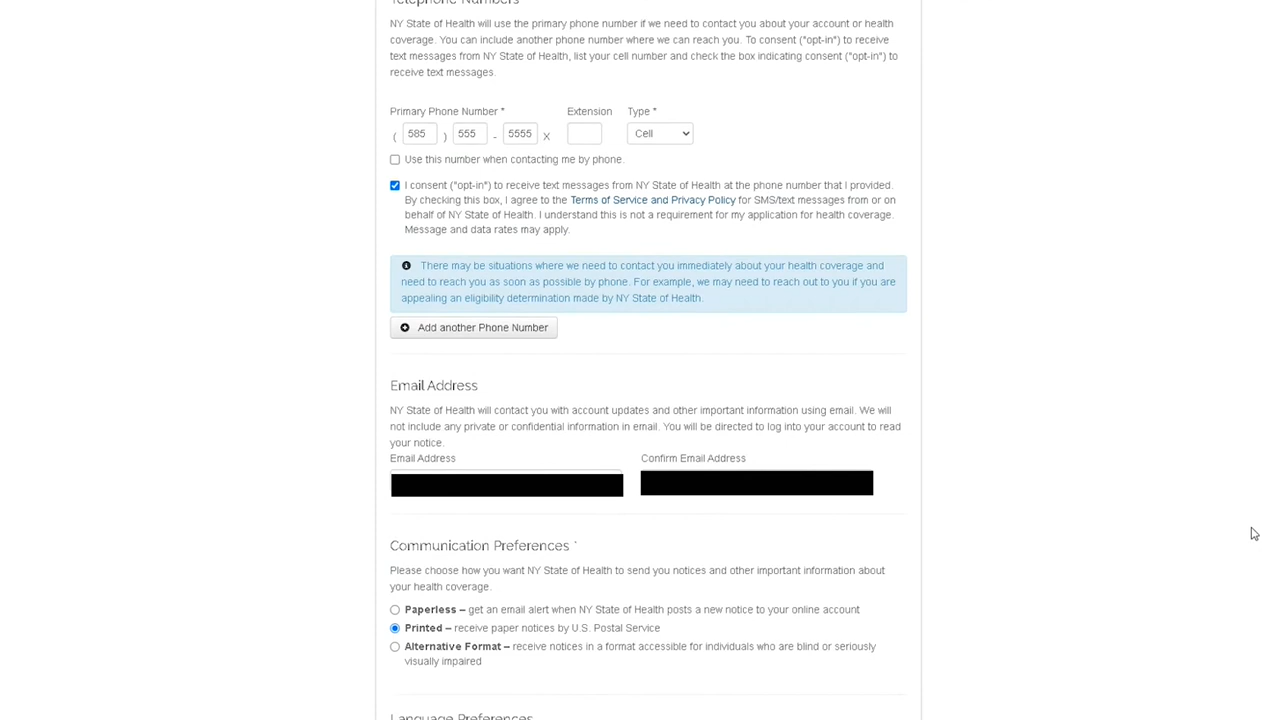 Telephone Numbers
NY State of Health will use the primary phone number if we need to contact you about your account or health
coverage. You can include another phone number where we can reach you. To consent ("opt-in") to receive
text messages from NY State of Health, list your cell number and check the box indicating consent ("opt-in") to
receive text messages.
Primary Phone Number * Extension Type *
( 585 ) 555 - 5555 X Cell
Use this number when contacting me by phone.
I consent ("opt-in") to receive text messages from NY State of Health at the phone number that I provided.
By checking this box, I agree to the Terms of Service and Privacy Policy for SMS/text messages from or on
behalf of NY State of Health. I understand this is not a requirement for my application for health coverage.
Message and data rates may apply.
There may be situations where we need to contact you immediately about your health coverage and
need to reach you as soon as possible by phone. For example, we may need to reach out to you if you are
appealing an eligibility determination made by NY State of Health.
Add another Phone Number
Email Address
NY State of Health will contact you with account updates and other important information using email. We will
not include any private or confidential information in email. You will be directed to log into your account to read
your notice.
Email Address Confirm Email Address
Communication Preferences *
Please choose how you want NY State of Health to send you notices and other important information about
your health coverage.
Paperless – get an email alert when NY State of Health posts a new notice to your online account
Printed – receive paper notices by U.S. Postal Service
Alternative Format – receive notices in a format accessible for individuals who are blind or seriously
visually impaired
Language Preferences